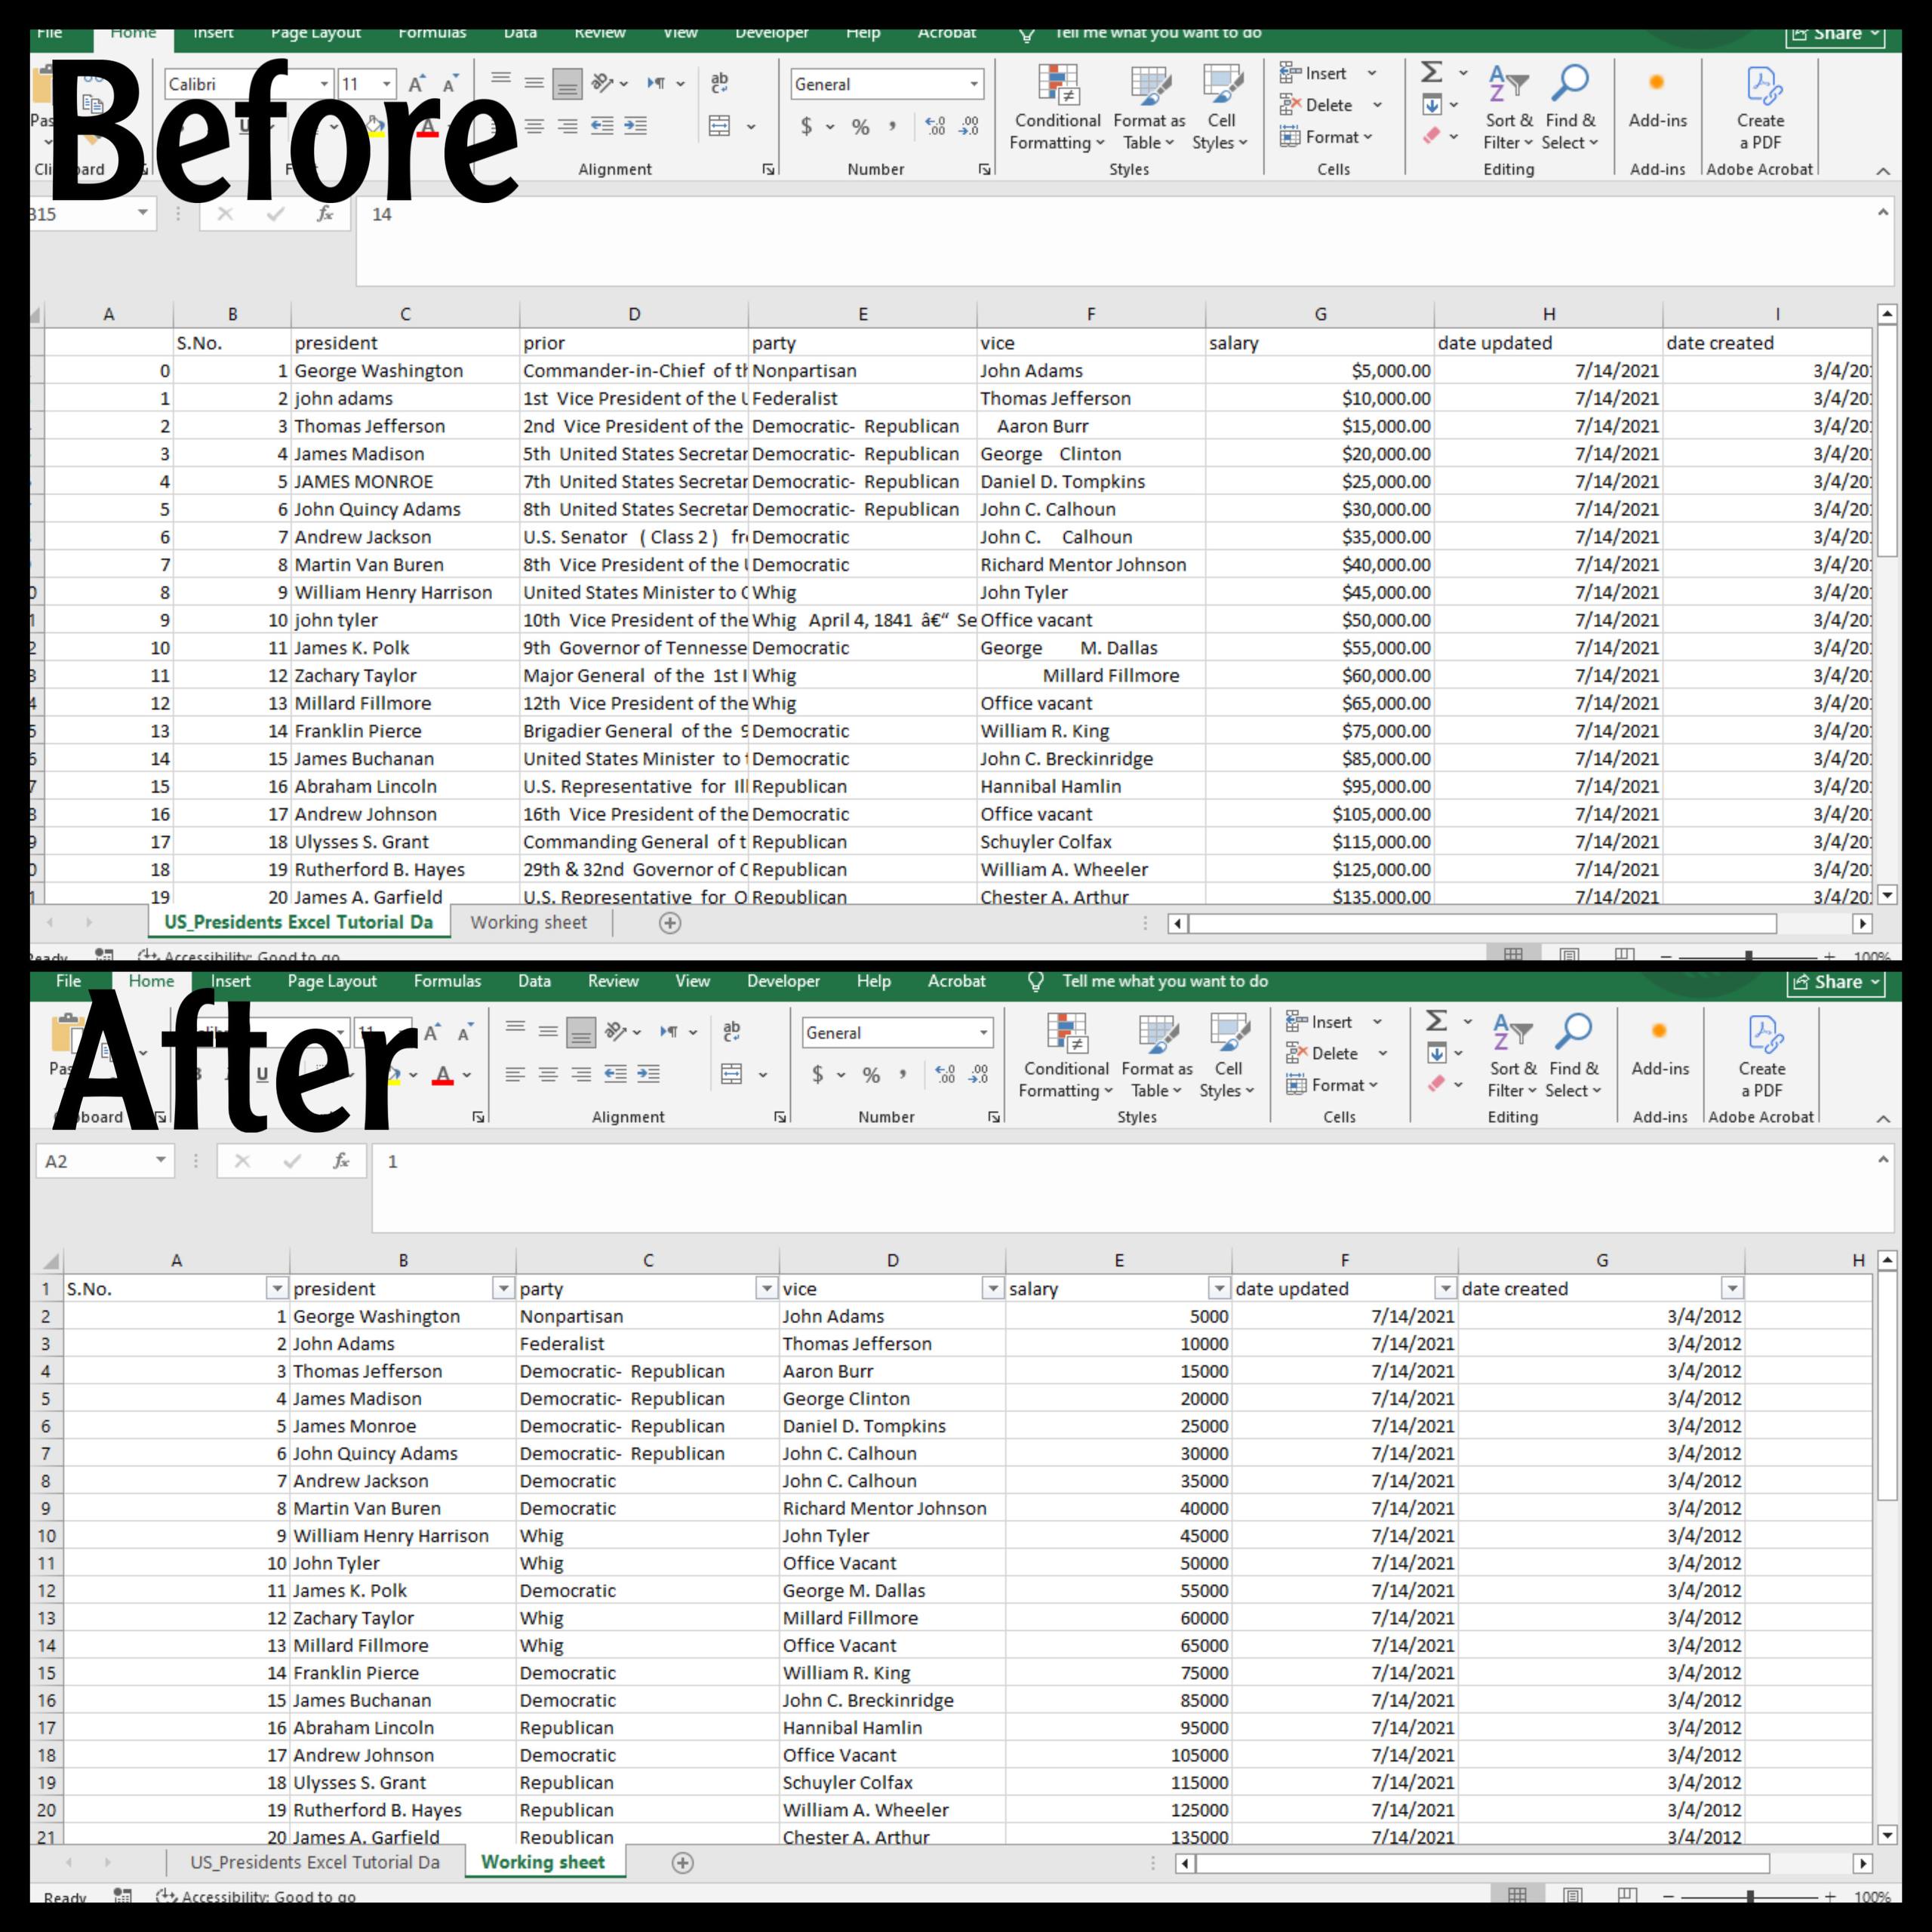 File Home Insert Page Layout Formulas Data Review View Developer Help Acrobat Tell me what you want to do Share
Before
Calibri 11 General Insert
Delete
Format
Conditional Formatting Format as Table Cell Styles Sort & Filter Find & Select Add-ins Create a PDF
Alignment Number Styles Cells Editing Add-ins Adobe Acrobat
14
A B C D E F G H I
S.No. president prior party vice salary date updated date created
0 1 George Washington Commander-in-Chief of th Nonpartisan John Adams $5,000.00 7/14/2021 3/4/20
1 2 john adams 1st Vice President of the Federalist Thomas Jefferson $10,000.00 7/14/2021 3/4/20
2 3 Thomas Jefferson 2nd Vice President of the Democratic- Republican Aaron Burr $15,000.00 7/14/2021 3/4/20
3 4 James Madison 5th United States Secretar Democratic- Republican George Clinton $20,000.00 7/14/2021 3/4/20
4 5 JAMES MONROE 7th United States Secretar Democratic- Republican Daniel D. Tompkins $25,000.00 7/14/2021 3/4/20
5 6 John Quincy Adams 8th United States Secretar Democratic- Republican John C. Calhoun $30,000.00 7/14/2021 3/4/20
6 7 Andrew Jackson U.S. Senator ( Class 2 ) fr Democratic John C. Calhoun $35,000.00 7/14/2021 3/4/20
7 8 Martin Van Buren 8th Vice President of the Democratic Richard Mentor Johnson $40,000.00 7/14/2021 3/4/20
8 9 William Henry Harrison United States Minister to Whig John Tyler $45,000.00 7/14/2021 3/4/20
9 10 john tyler 10th Vice President of the Whig April 4, 1841 â€“ Se Office vacant $50,000.00 7/14/2021 3/4/20
10 11 James K. Polk 9th Governor of Tennesse Democratic George M. Dallas $55,000.00 7/14/2021 3/4/20
11 12 Zachary Taylor Major General of the 1st Whig Millard Fillmore $60,000.00 7/14/2021 3/4/20
12 13 Millard Fillmore 12th Vice President of the Whig Office vacant $65,000.00 7/14/2021 3/4/20
13 14 Franklin Pierce Brigadier General of the Democratic William R. King $75,000.00 7/14/2021 3/4/20
14 15 James Buchanan United States Minister to Democratic John C. Breckinridge $85,000.00 7/14/2021 3/4/20
15 16 Abraham Lincoln U.S. Representative for Ill Republican Hannibal Hamlin $95,000.00 7/14/2021 3/4/20
16 17 Andrew Johnson 16th Vice President of the Democratic Office vacant $105,000.00 7/14/2021 3/4/20
17 18 Ulysses S. Grant Commanding General of t Republican Schuyler Colfax $115,000.00 7/14/2021 3/4/20
18 19 Rutherford B. Hayes 29th & 32nd Governor of Republican William A. Wheeler $125,000.00 7/14/2021 3/4/20
19 20 James A. Garfield U.S. Representative for O Republican Chester A. Arthur $135,000.00 7/14/2021 3/4/20
US_Presidents Excel Tutorial Da Working sheet
Ready Accessibility: Good to go 100%
File Home Insert Page Layout Formulas Data Review View Developer Help Acrobat Tell me what you want to do Share
After
General Insert
Delete
Format
Conditional Formatting Format as Table Cell Styles Sort & Filter Find & Select Add-ins Create a PDF
Alignment Number Styles Cells Editing Add-ins Adobe Acrobat
A2 fx 1
A B C D E F G H
1 S.No. president party vice salary date updated date created
2 1 George Washington Nonpartisan John Adams 5000 7/14/2021 3/4/2012
3 2 John Adams Federalist Thomas Jefferson 10000 7/14/2021 3/4/2012
4 3 Thomas Jefferson Democratic- Republican Aaron Burr 15000 7/14/2021 3/4/2012
5 4 James Madison Democratic- Republican George Clinton 20000 7/14/2021 3/4/2012
6 5 James Monroe Democratic- Republican Daniel D. Tompkins 25000 7/14/2021 3/4/2012
7 6 John Quincy Adams Democratic- Republican John C. Calhoun 30000 7/14/2021 3/4/2012
8 7 Andrew Jackson Democratic John C. Calhoun 35000 7/14/2021 3/4/2012
9 8 Martin Van Buren Democratic Richard Mentor Johnson 40000 7/14/2021 3/4/2012
10 9 William Henry Harrison Whig John Tyler 45000 7/14/2021 3/4/2012
11 10 John Tyler Whig Office Vacant 50000 7/14/2021 3/4/2012
12 11 James K. Polk Democratic George M. Dallas 55000 7/14/2021 3/4/2012
13 12 Zachary Taylor Whig Millard Fillmore 60000 7/14/2021 3/4/2012
14 13 Millard Fillmore Whig Office Vacant 65000 7/14/2021 3/4/2012
15 14 Franklin Pierce Democratic William R. King 75000 7/14/2021 3/4/2012
16 15 James Buchanan Democratic John C. Breckinridge 85000 7/14/2021 3/4/2012
17 16 Abraham Lincoln Republican Hannibal Hamlin 95000 7/14/2021 3/4/2012
18 17 Andrew Johnson Democratic Office Vacant 105000 7/14/2021 3/4/2012
19 18 Ulysses S. Grant Republican Schuyler Colfax 115000 7/14/2021 3/4/2012
20 19 Rutherford B. Hayes Republican William A. Wheeler 125000 7/14/2021 3/4/2012
21 20 James A. Garfield Republican Chester A. Arthur 135000 7/14/2021 3/4/2012
US_Presidents Excel Tutorial Da Working sheet
Ready Accessibility: Good to go 100%